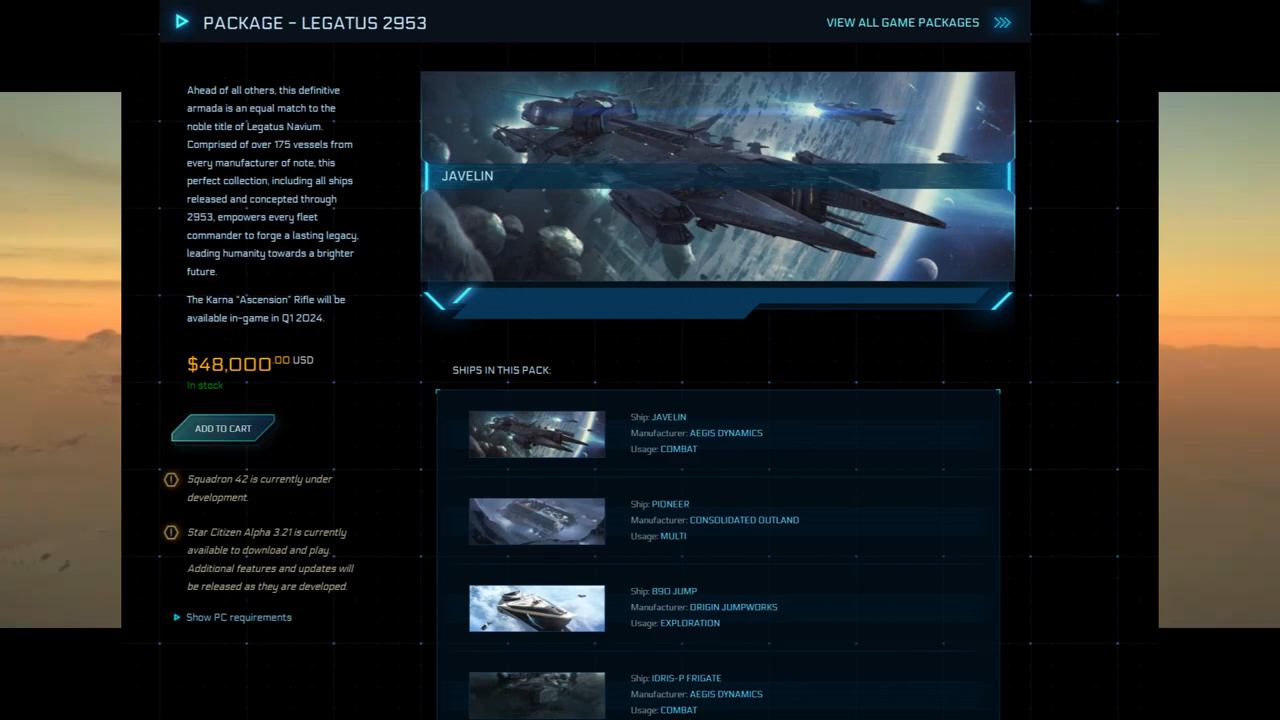 PACKAGE - LEGATUS 2953
VIEW ALL GAME PACKAGES
Ahead of all others, this definitive
armada is an equal match to the
noble title of Legatus Navium.
Comprised of over 175 vessels from
every manufacturer of note, this
perfect collection, including all ships
released and concepted through
2953, empowers every fleet
commander to forge a lasting legacy,
leading humanity towards a brighter
future.
The Karna "Ascension" Rifle will be
available in-game in Q1 2024.
$48,000.00 USD
In stock
ADD TO CART
Squadron 42 is currently under
development.
Star Citizen Alpha 3.21 is currently
available to download and play.
Additional features and updates will
be released as they are developed.
Show PC requirements
JAVELIN
SHIPS IN THIS PACK:
Ship: JAVELIN
Manufacturer: AEGIS DYNAMICS
Usage: COMBAT
Ship: PIONEER
Manufacturer: CONSOLIDATED OUTLAND
Usage: MULTI
Ship: 890 JUMP
Manufacturer: ORIGIN JUMPWORKS
Usage: EXPLORATION
Ship: IDRIS-P FRIGATE
Manufacturer: AEGIS DYNAMICS
Usage: COMBAT